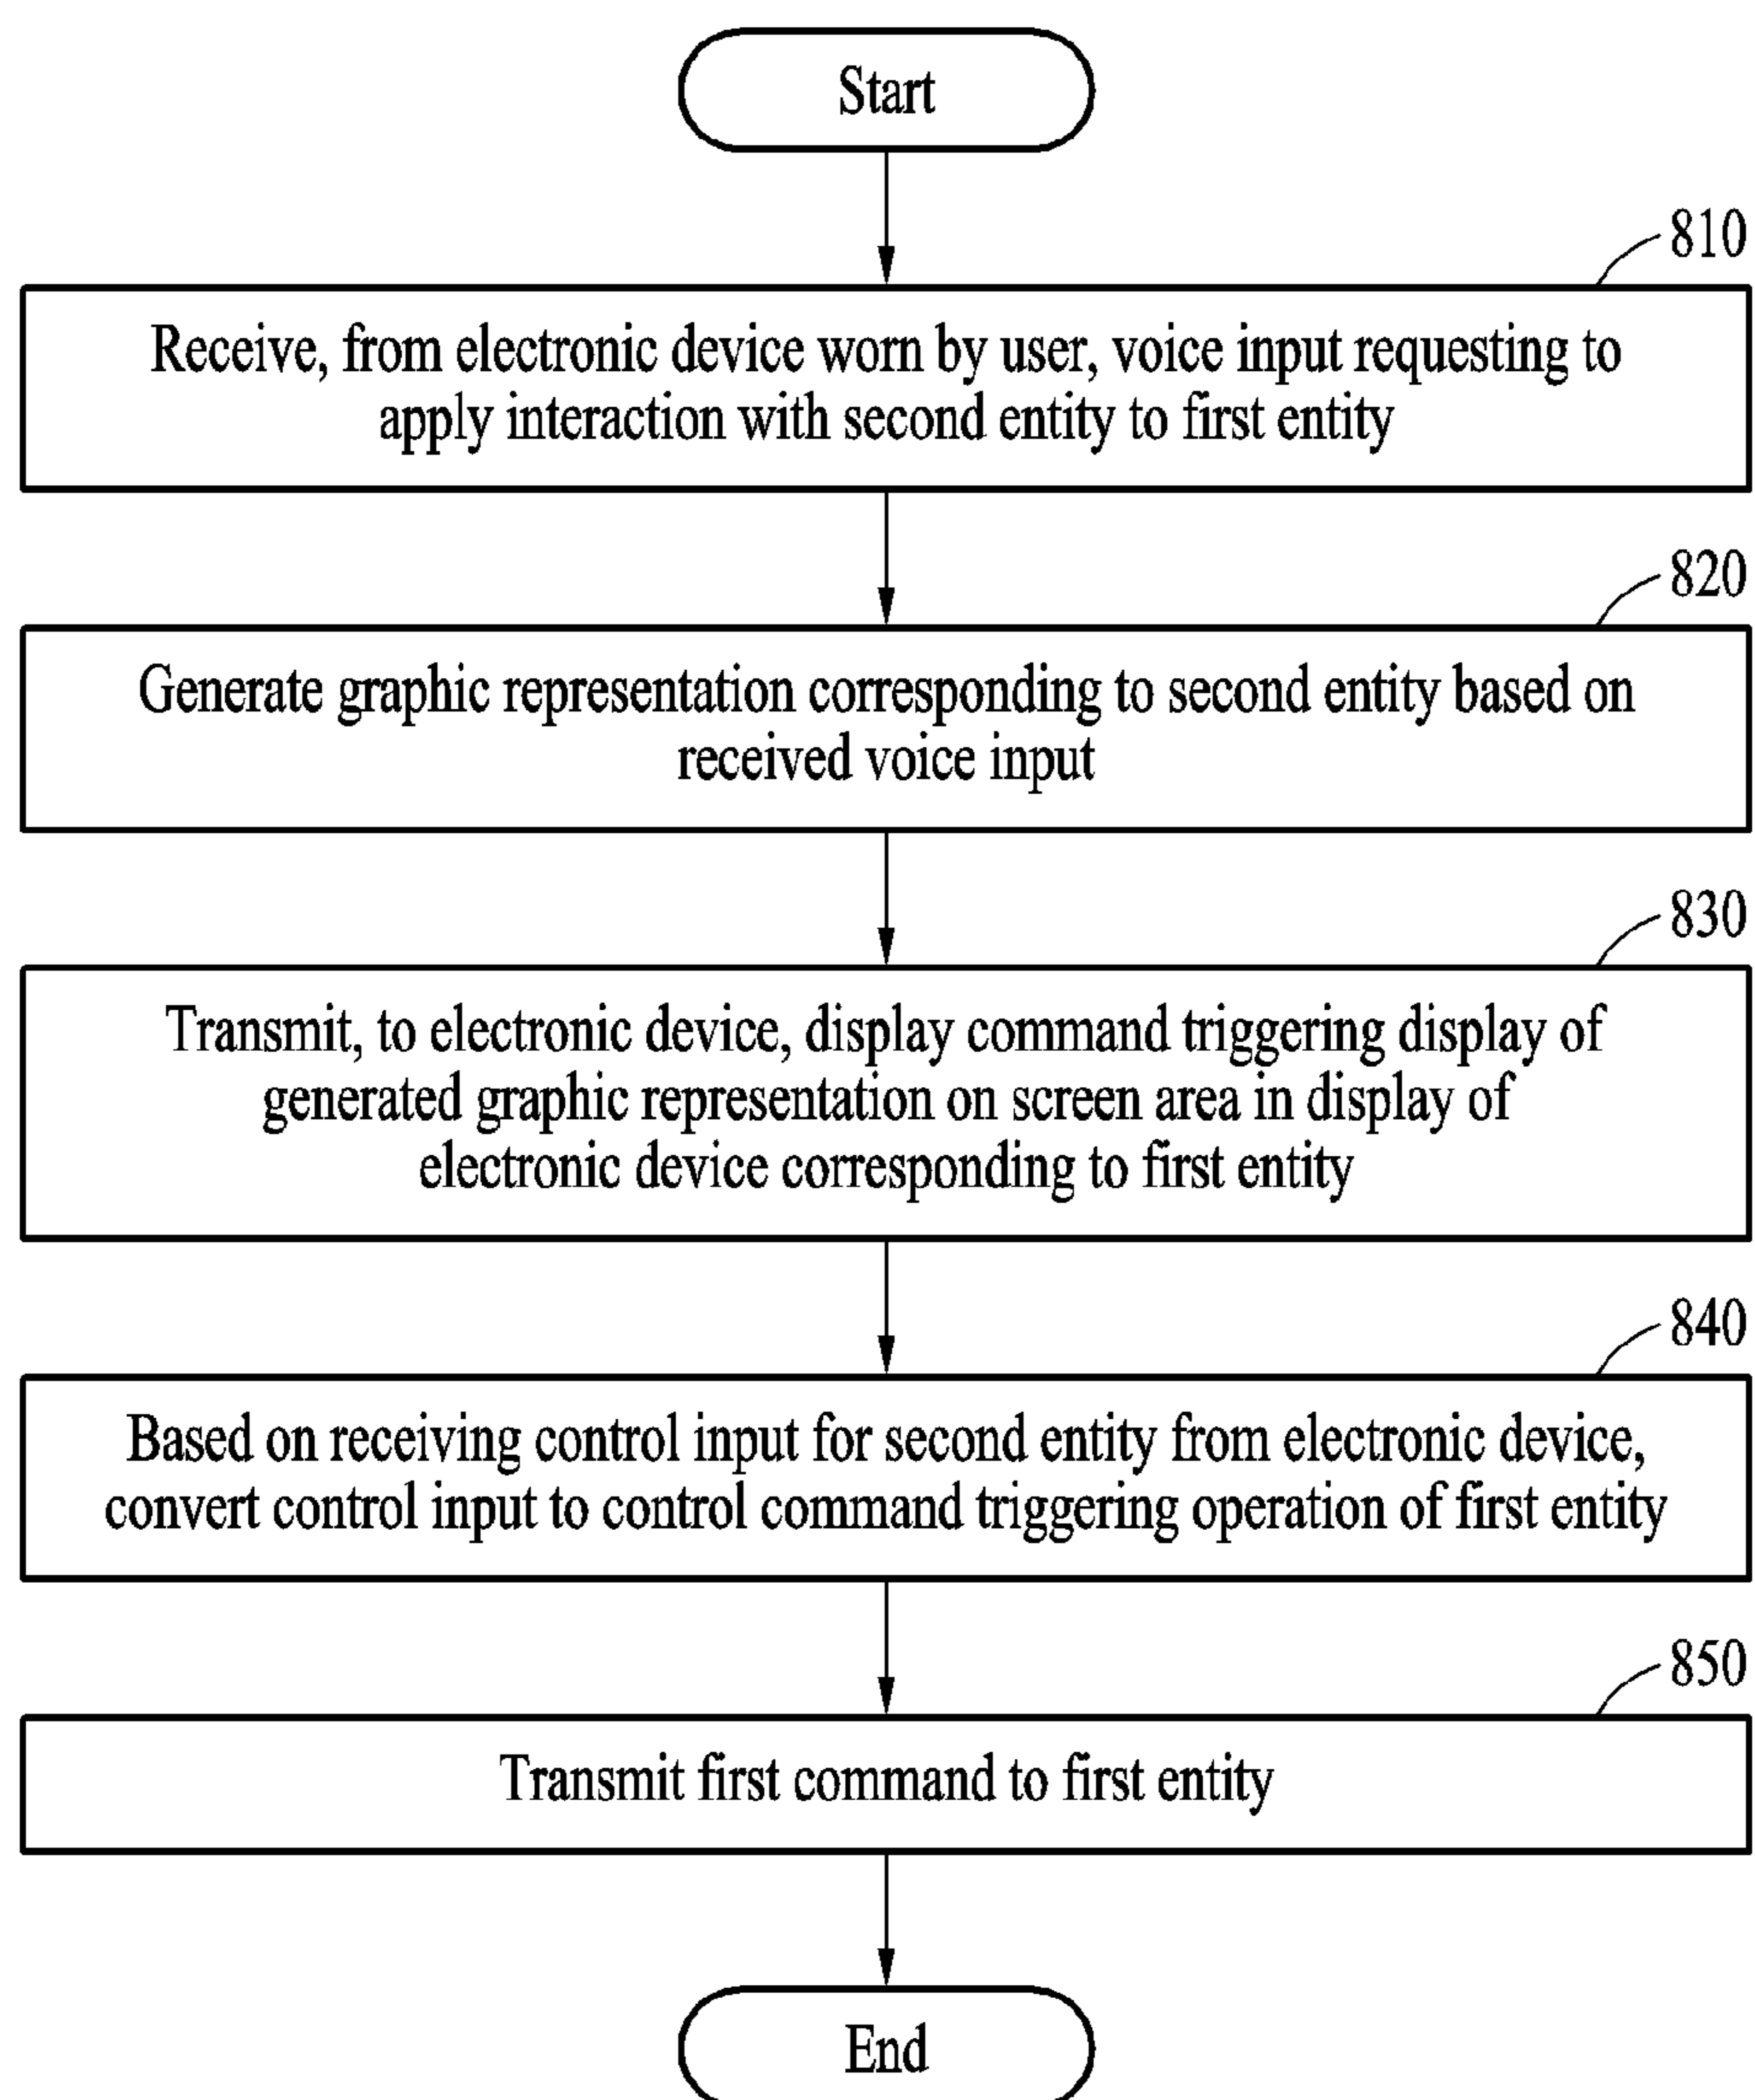 Start
810
Receive, from electronic device worn by user, voice input requesting to
apply interaction with second entity to first entity
820
Generate graphic representation corresponding to second entity based on
received voice input
830
Transmit, to electronic device, display command triggering display of
generated graphic representation on screen area in display of
electronic device corresponding to first entity
840
Based on receiving control input for second entity from electronic device,
convert control input to control command triggering operation of first entity
850
Transmit first command to first entity
End